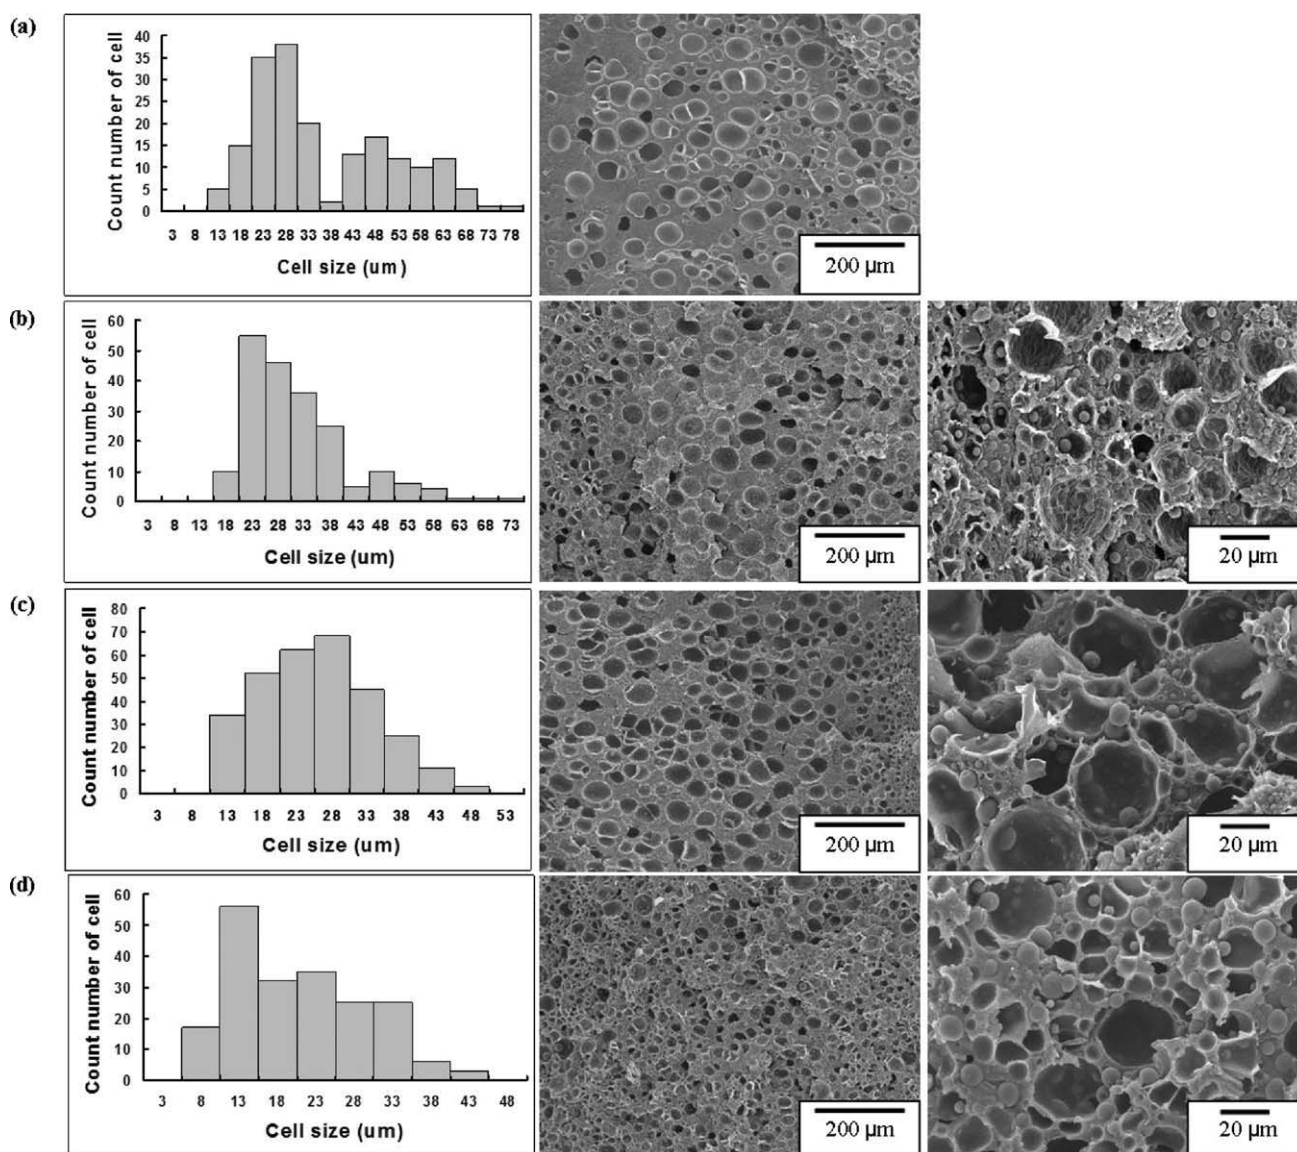 (a)
Count number of cell
40
35
30
25
20
15
10
5
0
3 8 13 18 23 28 33 38 43 48 53 58 63 68 73 78
Cell size (um)
200 μm
(b)
Count number of cell
60
50
40
30
20
10
0
3 8 13 18 23 28 33 38 43 48 53 58 63 68 73
Cell size (um)
200 μm
20 μm
(c)
Count number of cell
80
70
60
50
40
30
20
10
0
3 8 13 18 23 28 33 38 43 48 53
Cell size (um)
200 μm
20 μm
(d)
Count number of cell
60
50
40
30
20
10
0
3 8 13 18 23 28 33 38 43 48
Cell size (um)
200 μm
20 μm